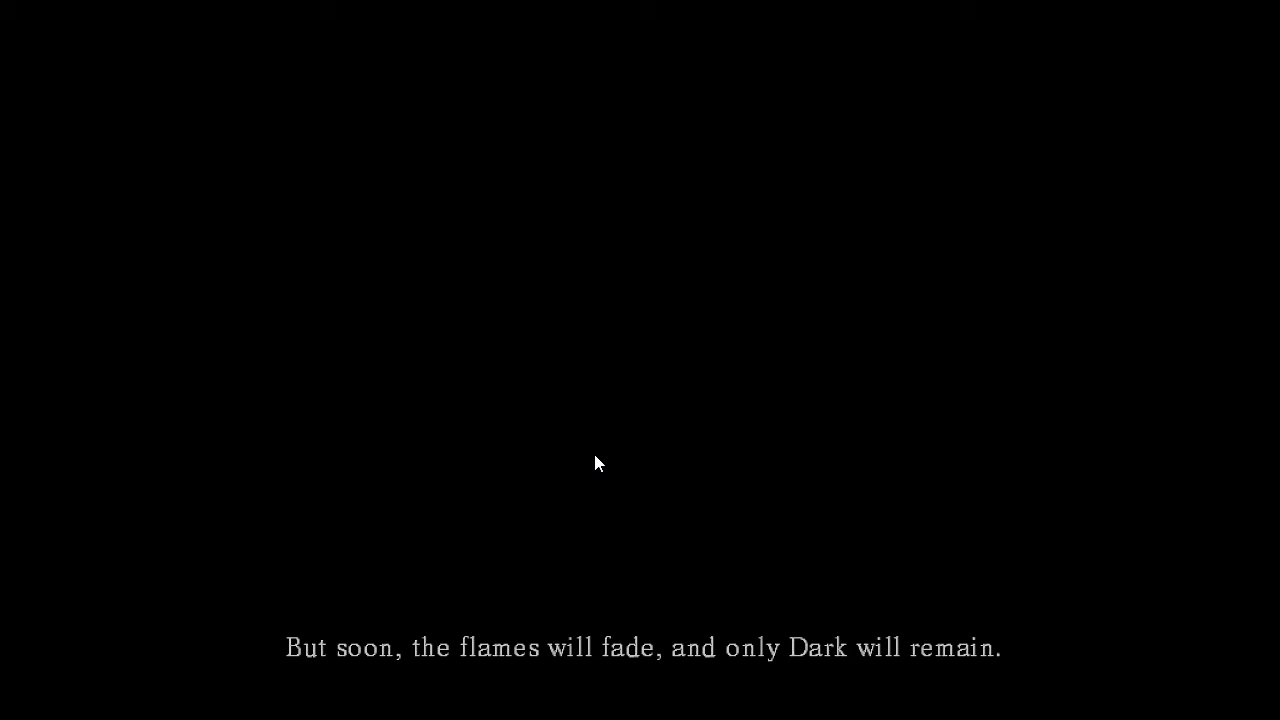 But soon, the flames will fade, and only Dark will remain.